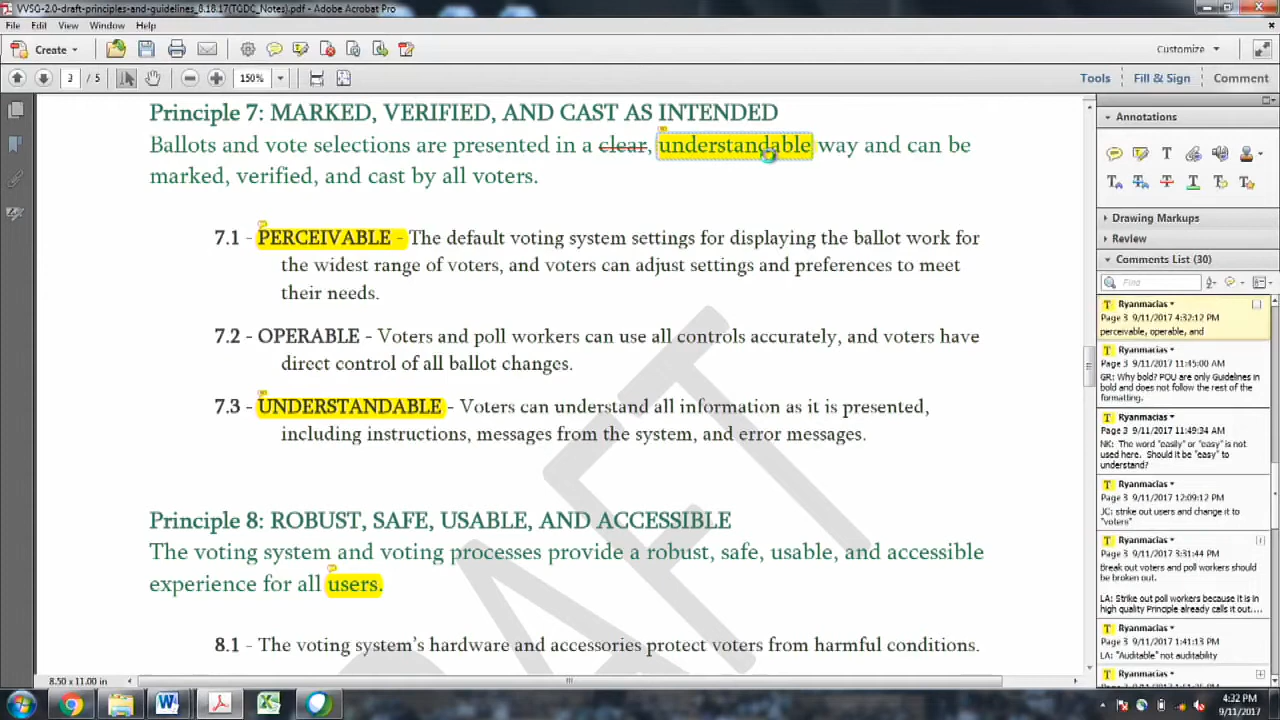 VVSG-2.0-draft-principles-and-guidelines_8.18.17(TGDC_Notes).pdf - Adobe Acrobat Pro
File Edit View Window Help
Create Customize
3 / 5 150% Tools Fill & Sign Comment
Principle 7: MARKED, VERIFIED, AND CAST AS INTENDED
Ballots and vote selections are presented in a clear, understandable way and can be
marked, verified, and cast by all voters.
7.1 - PERCEIVABLE - The default voting system settings for displaying the ballot work for
the widest range of voters, and voters can adjust settings and preferences to meet
their needs.
7.2 - OPERABLE - Voters and poll workers can use all controls accurately, and voters have
direct control of all ballot changes.
7.3 - UNDERSTANDABLE - Voters can understand all information as it is presented,
including instructions, messages from the system, and error messages.
Principle 8: ROBUST, SAFE, USABLE, AND ACCESSIBLE
The voting system and voting processes provide a robust, safe, usable, and accessible
experience for all users.
8.1 - The voting system's hardware and accessories protect voters from harmful conditions.
DRAFT
8.50 x 11.00 in
Annotations
Drawing Markups
Review
Comments List (30)
Find
Ryanmacias
Page 3 9/11/2017 4:32:12 PM
perceivable, operable, and
Ryanmacias
Page 3 9/11/2017 11:45:00 AM
GR: Why bold? POU are only Guidelines in
bold and does not follow the rest of the
formatting.
Ryanmacias
Page 3 9/11/2017 11:49:34 AM
NK: The word "easily" or "easy" is not
used here. Should it be "easy" to
understand?
Ryanmacias
Page 3 9/11/2017 12:09:12 PM
JC: strike out users and change it to
"voters"
Ryanmacias
Page 3 9/11/2017 3:31:44 PM
Break out voters and poll workers should
be broken out.
LA: Strike out poll workers because it is in
high quality Principle already calls it out....
Ryanmacias
Page 3 9/11/2017 1:41:13 PM
LA: "Auditable" not auditability
Ryanmacias
4:32 PM
9/11/2017